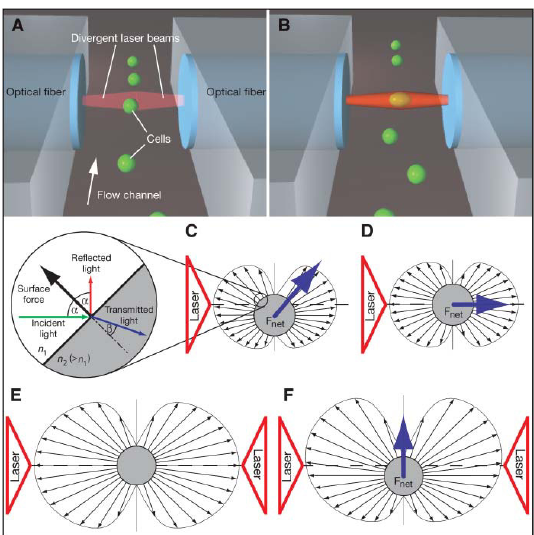 A
Divergent laser beams
Optical fiber
Optical fiber
Cells
Flow channel
B
Reflected
light
Surface
force
α
α
Incident
light
Transmitted
light
β
n1
n2 (> n1)
C
Laser
Fnet
D
Laser
Fnet
E
Laser
Laser
F
Laser
Fnet
Laser